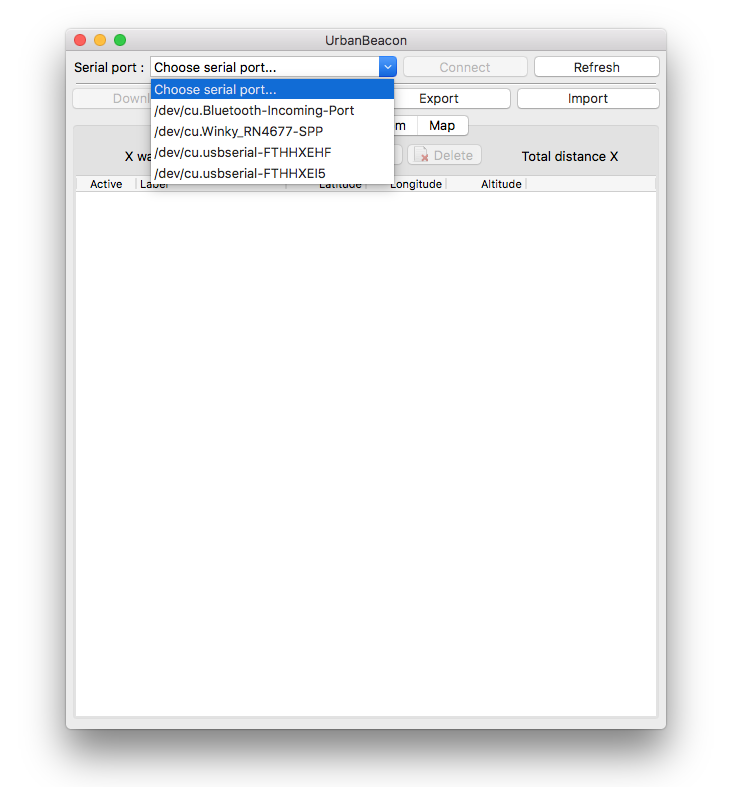 UrbanBeacon
Serial port : Choose serial port... Connect Refresh
Choose serial port...
Export Import
/dev/cu.Bluetooth-Incoming-Port
Map
/dev/cu.Winky_RN4677-SPP
/dev/cu.usbserial-FTHHXEHF
Delete Total distance X
/dev/cu.usbserial-FTHHXEI5
Active Label Latitude Longitude Altitude